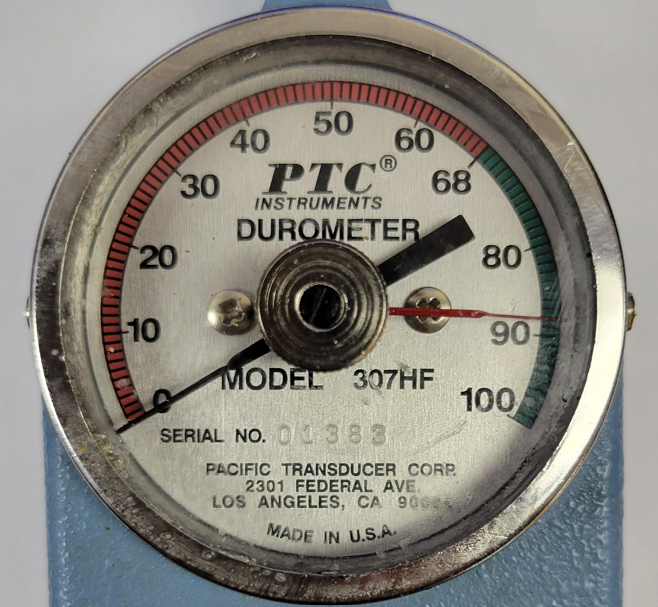 50
40 60
30 68
20 80
10 90
0 100
PTC®
INSTRUMENTS
DUROMETER
MODEL 307HF
SERIAL NO. 01383
PACIFIC TRANSDUCER CORP.
2301 FEDERAL AVE.
LOS ANGELES, CA
MADE IN U.S.A.